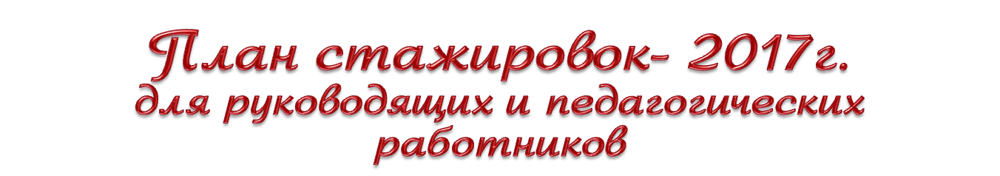 План стажировок- 2017г.
для руководящих и педагогических
работников